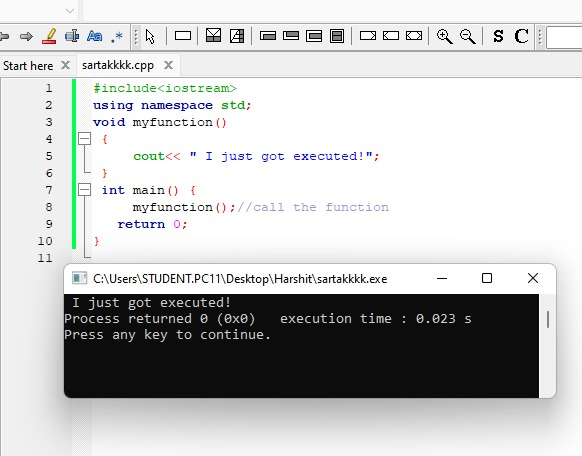 Aa .*
S C
Start here X sartakkkk.cpp X
1 #include<iostream>
2 using namespace std;
3 void myfunction()
4 {
5 cout<< " I just got executed!";
6 }
7 int main() {
8 myfunction();//call the function
9 return 0;
10 }
11
C:\Users\STUDENT.PC11\Desktop\Harshit\sartakkkk.exe
I just got executed!
Process returned 0 (0x0) execution time : 0.023 s
Press any key to continue.